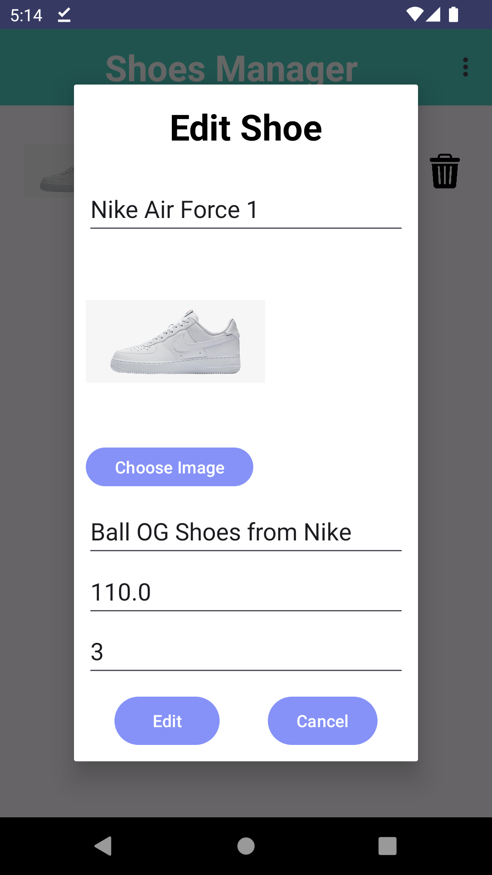 5:14
Shoes Manager
Edit Shoe
Nike Air Force 1
Choose Image
Ball OG Shoes from Nike
110.0
3
Edit
Cancel